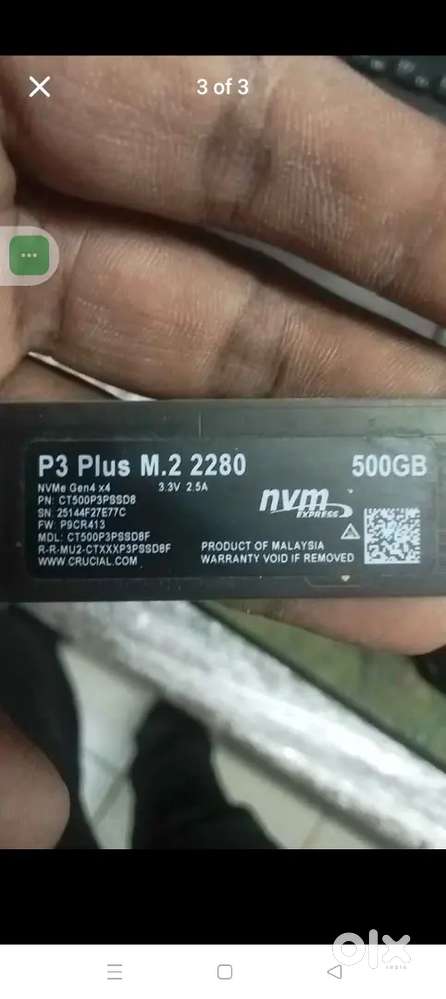 3 of 3
P3 Plus M.2 2280 500GB
NVMe Gen4 x4 3.3V 2.5A
PN: CT500P3PSSD8
SN: 25144F27E77C
FW: P9CR413
MDL: CT500P3PSSD8F
R-R-MU2-CTXXXP3PSSD8F
WWW.CRUCIAL.COM
nvm
EXPRESS
PRODUCT OF MALAYSIA
WARRANTY VOID IF REMOVED
olx